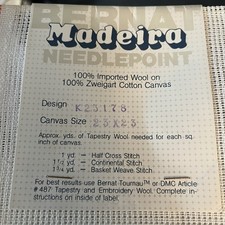 BERNAT
Madeira
NEEDLEPOINT
100% Imported Wool on
100% Zweigart Cotton Canvas
Design K25178
Canvas Size 25X25
Approx. yds. of Tapestry Wool needed for each sq.
inch of canvas.
1 yd. – Half Cross Stitch
1½ yd. – Continental Stitch
1¾ yd. – Basket Weave Stitch.
For best results use Bernat-Tournau™ or DMC Article
#487 Tapestry and Embroidery Wool. Complete in-
structions on inside of label.